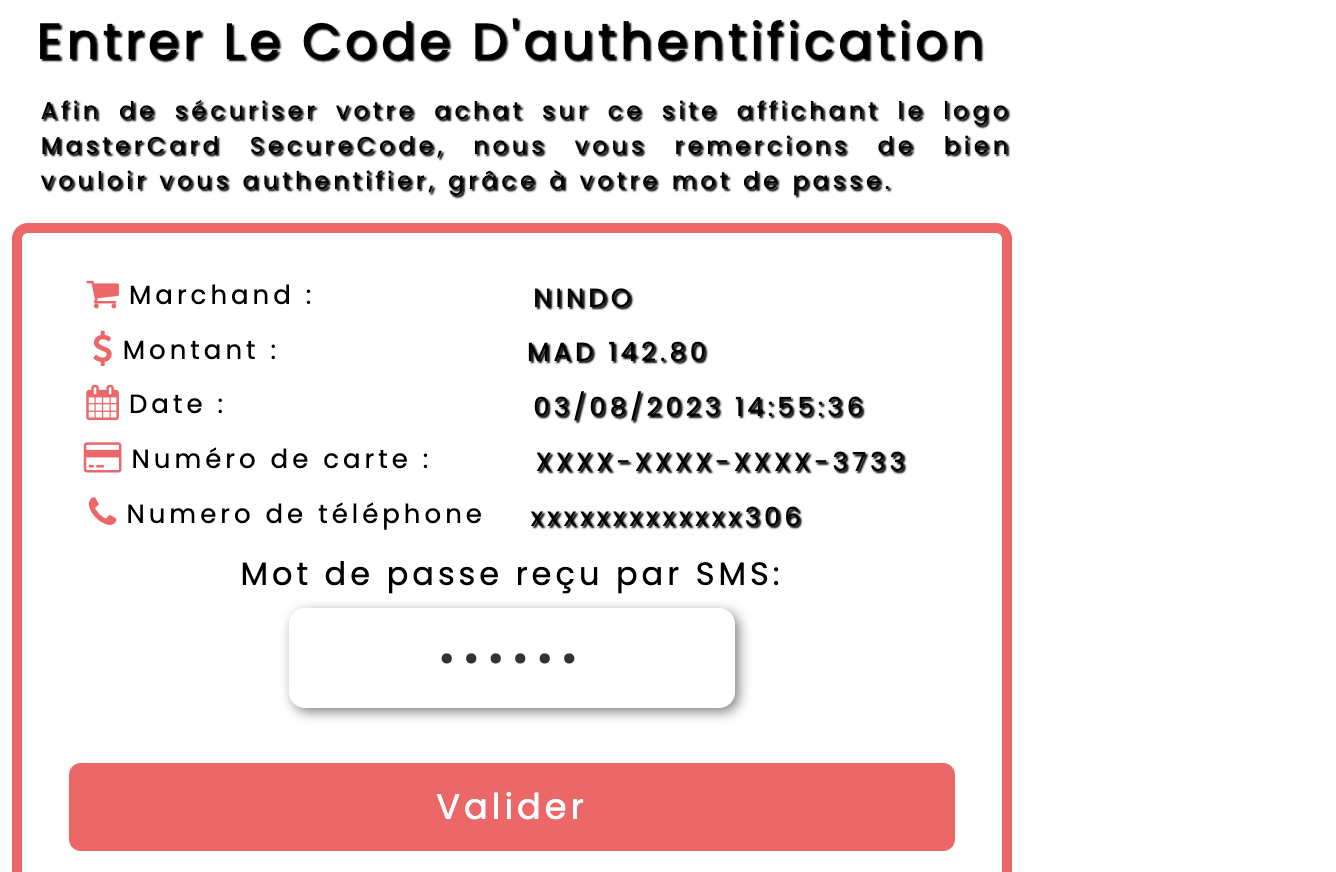 Entrer Le Code D'authentification
Afin de sécuriser votre achat sur ce site affichant le logo
MasterCard SecureCode, nous vous remercions de bien
vouloir vous authentifier, grâce à votre mot de passe.
Marchand : NINDO
Montant : MAD 142.80
Date : 03/08/2023 14:55:36
Numéro de carte : XXXX-XXXX-XXXX-3733
Numero de téléphone xxxxxxxxxxxxx306
Mot de passe reçu par SMS:
••••••
Valider